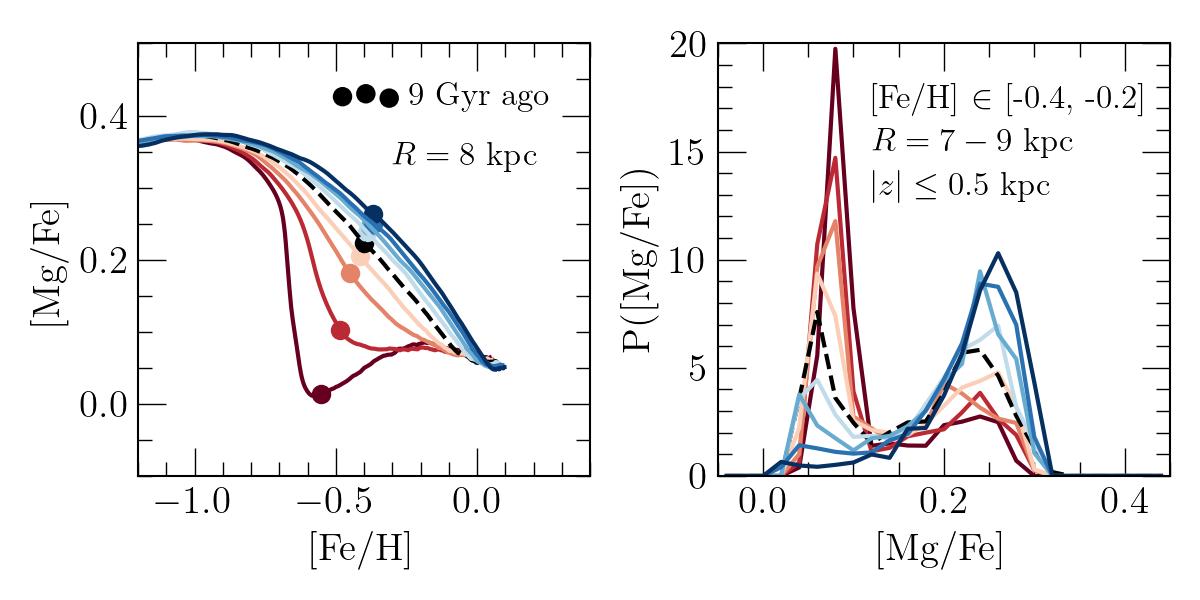 9 Gyr ago
R = 8 kpc
[Mg/Fe]
0.4
0.2
0.0
−1.0 −0.5 0.0
[Fe/H]
[Fe/H] ∈ [-0.4, -0.2]
R = 7 − 9 kpc
|z| ≤ 0.5 kpc
P([Mg/Fe])
20
15
10
5
0
0.0 0.2 0.4
[Mg/Fe]